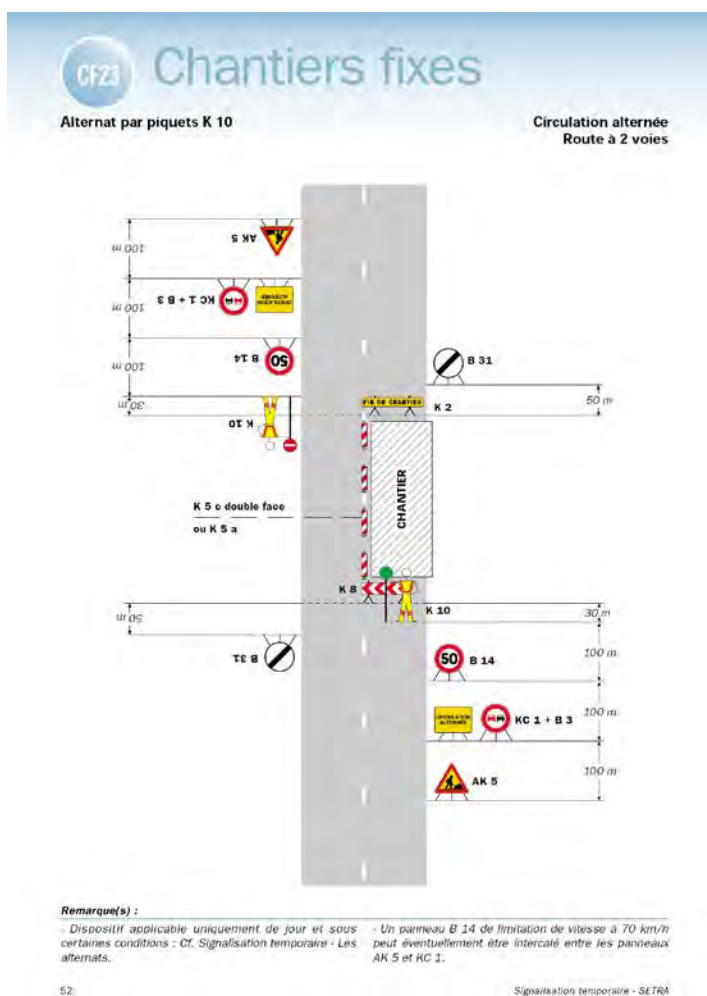 CF23 Chantiers fixes
Alternat par piquets K 10
Circulation alternée
Route à 2 voies
100 m
AK 5
100 m
KC 1 + B 3
CIRCULATION
ALTERNÉE
100 m
B 14
50
30 m
K 10
B 31
FIN DE CHANTIER
K 2
50 m
K 5 c double face
ou K 5 a
CHANTIER
K 8
K 10
30 m
50 m
B 31
50
B 14
100 m
CIRCULATION
ALTERNÉE
KC 1 + B 3
100 m
AK 5
100 m
Remarque(s) :
- Dispositif applicable uniquement de jour et sous
certaines conditions : Cf. Signalisation temporaire - Les
alternats.
- Un panneau B 14 de limitation de vitesse à 70 km/h
peut éventuellement être intercalé entre les panneaux
AK 5 et KC 1.
52
Signalisation temporaire - SETRA